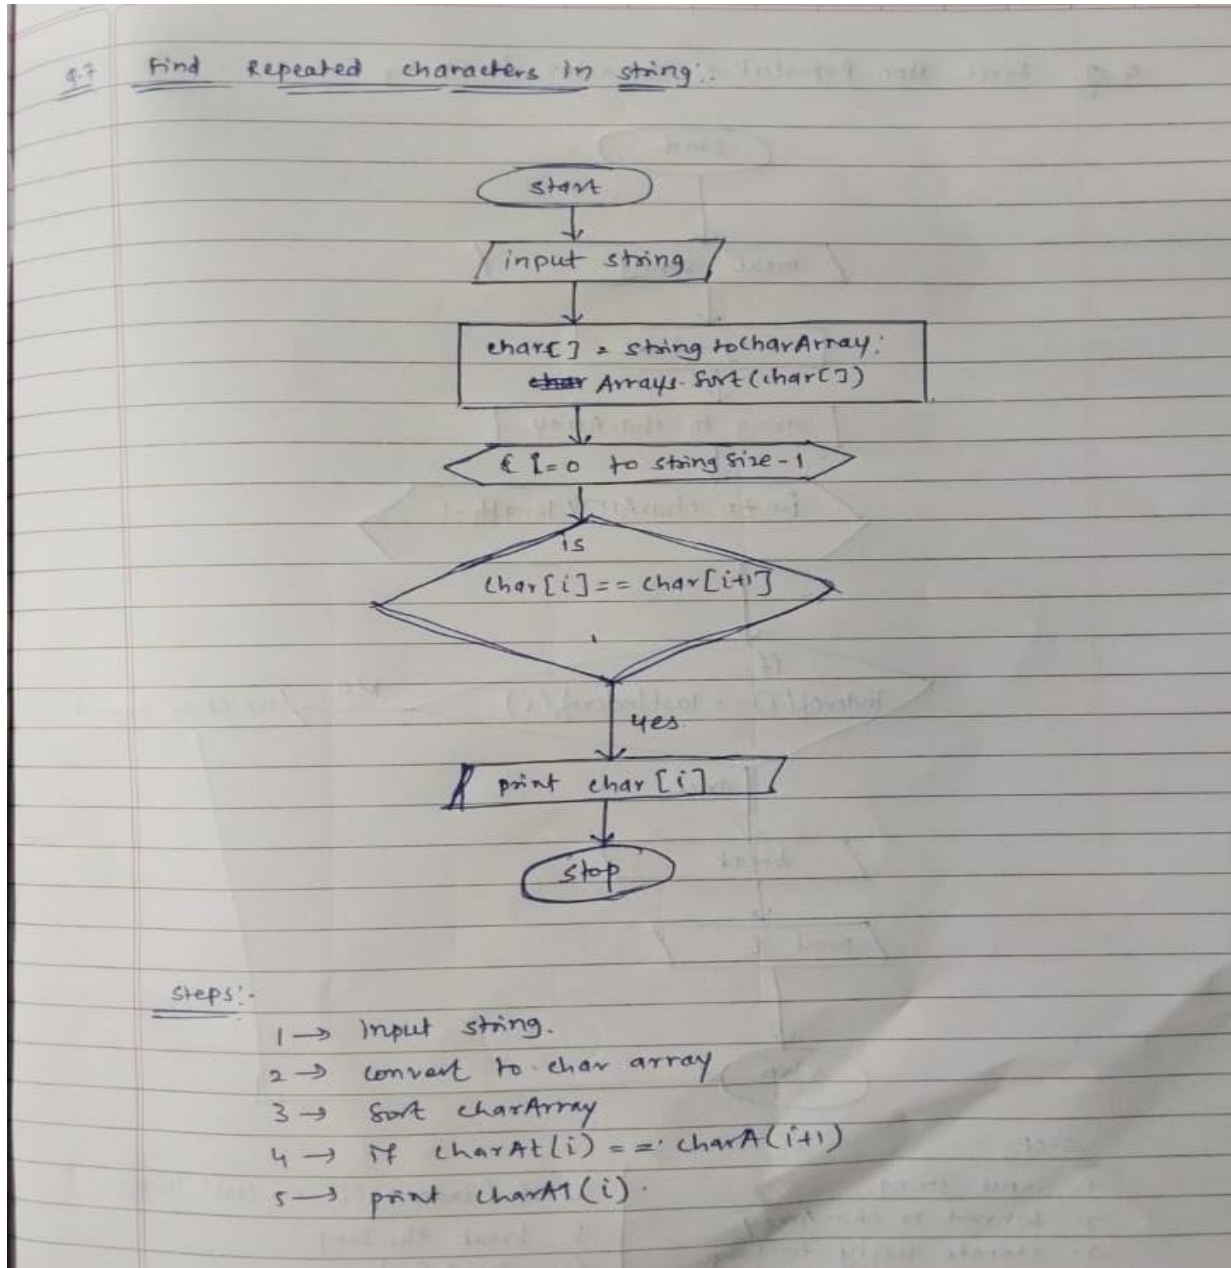 Q.7 Find Repeated characters in string:.
start
input string
char[] = string toCharArray;
char Arrays.Sort(char[])
i=0 to string size-1
is
char[i]== char[i+1]
yes.
print char[i]
stop
steps:-
1→ Input string.
2→ convert to char array
3→ Sort charArray
4→ if charAt(i) == charA(i+1)
5→ print charAt(i).